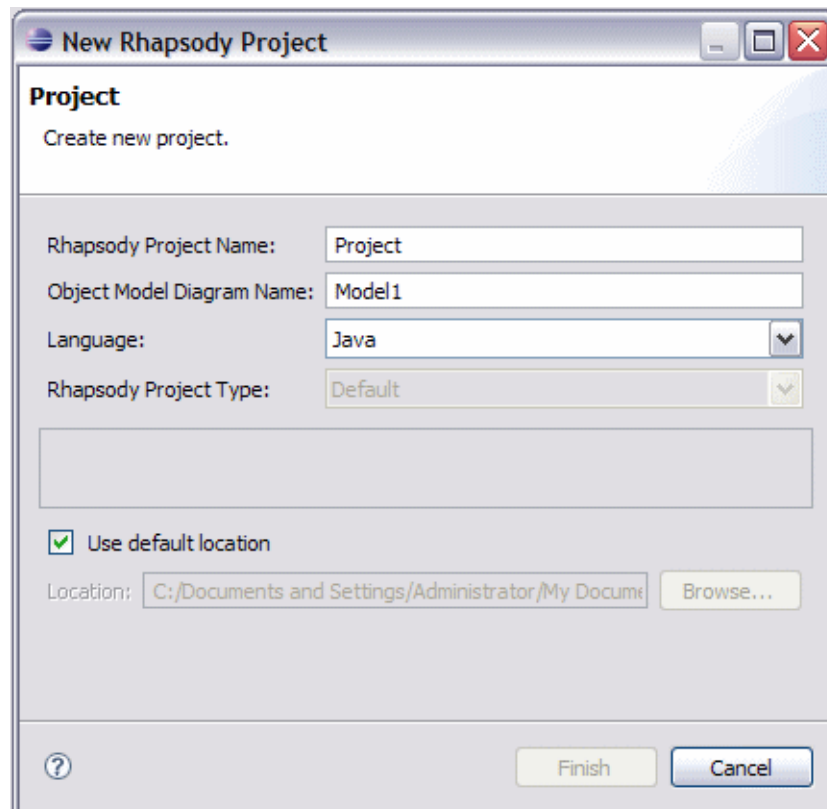 New Rhapsody Project
Project
Create new project.
Rhapsody Project Name: Project
Object Model Diagram Name: Model1
Language: Java
Rhapsody Project Type: Default
Use default location
Location: C:/Documents and Settings/Administrator/My Docume Browse...
? Finish Cancel